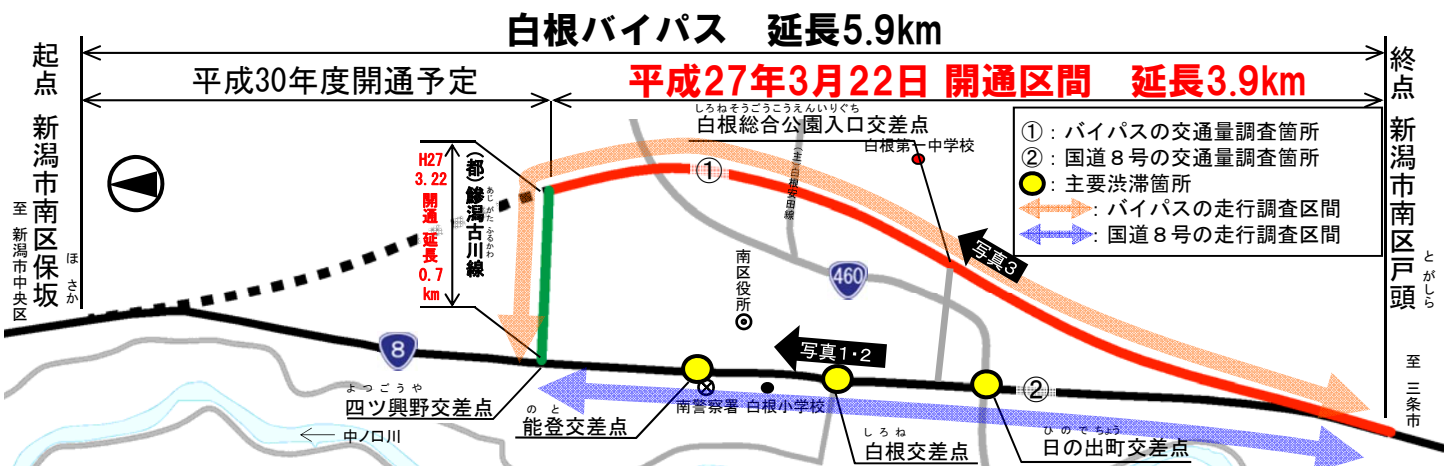 白根バイパス 延長5.9km
平成30年度開通予定
平成27年3月22日 開通区間 延長3.9km
起点 新潟市南区保坂
ほさか
至 新潟市中央区
終点 新潟市南区戸頭
とがしら
至 三条市
しろねそうごうこうえんいりぐち
白根総合公園入口交差点
白根第一中学校
(主)白根安田線
①：バイパスの交通量調査箇所
②：国道８号の交通量調査箇所
：主要渋滞箇所
：バイパスの走行調査区間
：国道８号の走行調査区間
H27
3.22
開通
延長
0.7
km
(都)鰺潟古川線
あじがた ふるかわ
①
写真3
460
南区役所
8
写真1・2
②
よつごうや
四ツ興野交差点
のと
能登交差点
南警察署
白根小学校
しろね
白根交差点
ひのでちょう
日の出町交差点
← 中ノ口川